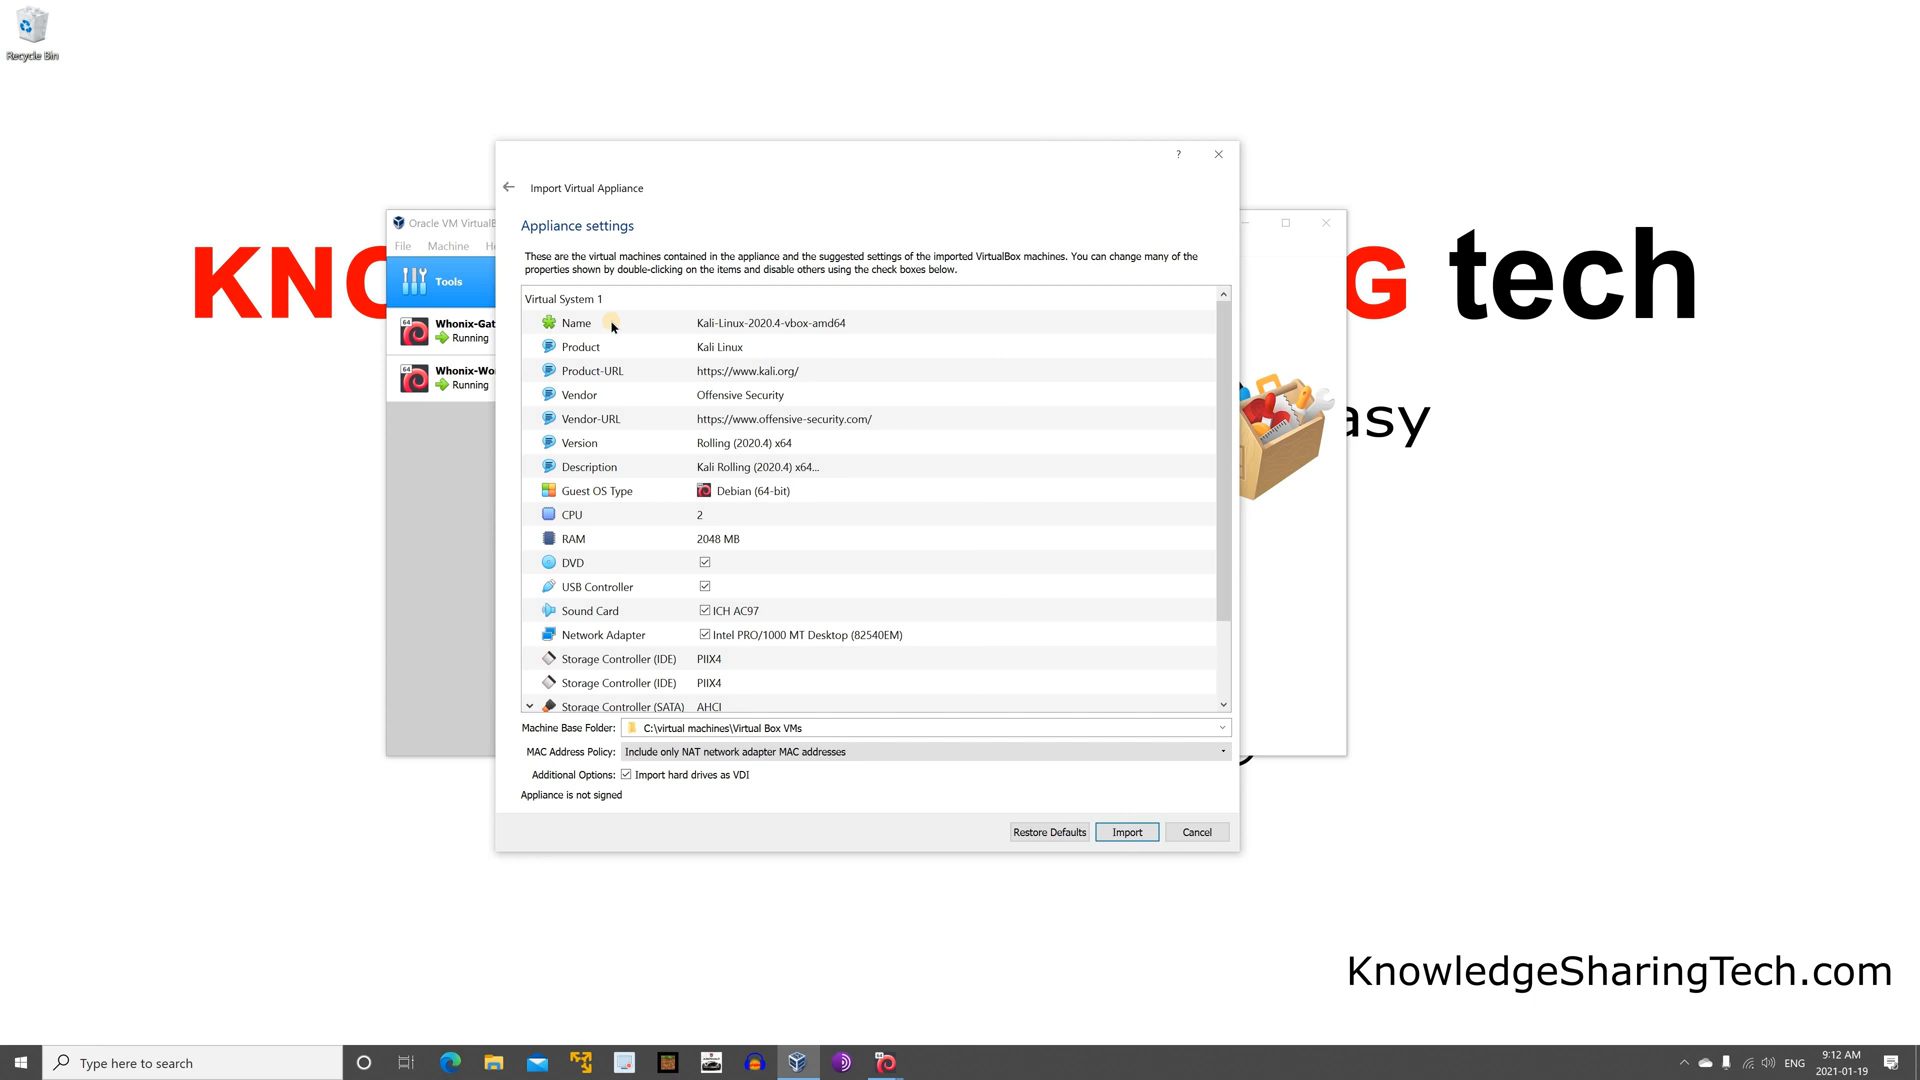 Recycle Bin
KNO
G tech
asy
Import Virtual Appliance
Oracle VM VirtualB
File Machine He
Tools
64
Whonix-Gat
Running
64
Whonix-Wo
Running
Appliance settings
These are the virtual machines contained in the appliance and the suggested settings of the imported VirtualBox machines. You can change many of the
properties shown by double-clicking on the items and disable others using the check boxes below.
Virtual System 1
Name Kali-Linux-2020.4-vbox-amd64
Product Kali Linux
Product-URL https://www.kali.org/
Vendor Offensive Security
Vendor-URL https://www.offensive-security.com/
Version Rolling (2020.4) x64
Description Kali Rolling (2020.4) x64...
Guest OS Type Debian (64-bit)
CPU 2
RAM 2048 MB
DVD
USB Controller
Sound Card ICH AC97
Network Adapter Intel PRO/1000 MT Desktop (82540EM)
Storage Controller (IDE) PIIX4
Storage Controller (IDE) PIIX4
Storage Controller (SATA) AHCI
Machine Base Folder: C:\virtual machines\Virtual Box VMs
MAC Address Policy: Include only NAT network adapter MAC addresses
Additional Options: Import hard drives as VDI
Appliance is not signed
Restore Defaults Import Cancel
KnowledgeSharingTech.com
Type here to search
ENG
9:12 AM
2021-01-19